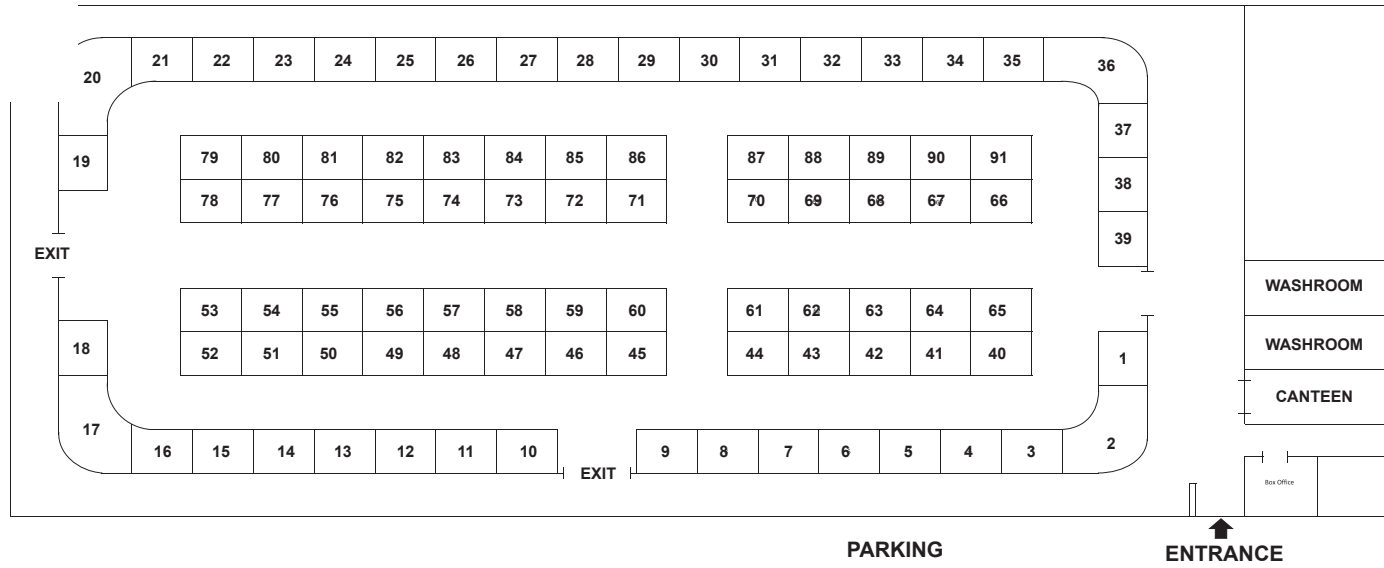 21 22 23 24 25 26 27 28 29 30 31 32 33 34 35 36
20
37
19 79 80 81 82 83 84 85 86 87 88 89 90 91
38
78 77 76 75 74 73 72 71 70 69 68 67 66
39
EXIT
WASHROOM
53 54 55 56 57 58 59 60 61 62 63 64 65
WASHROOM
18 52 51 50 49 48 47 46 45 44 43 42 41 40 1
CANTEEN
17 2
16 15 14 13 12 11 10 9 8 7 6 5 4 3
EXIT
Box Office
PARKING
ENTRANCE